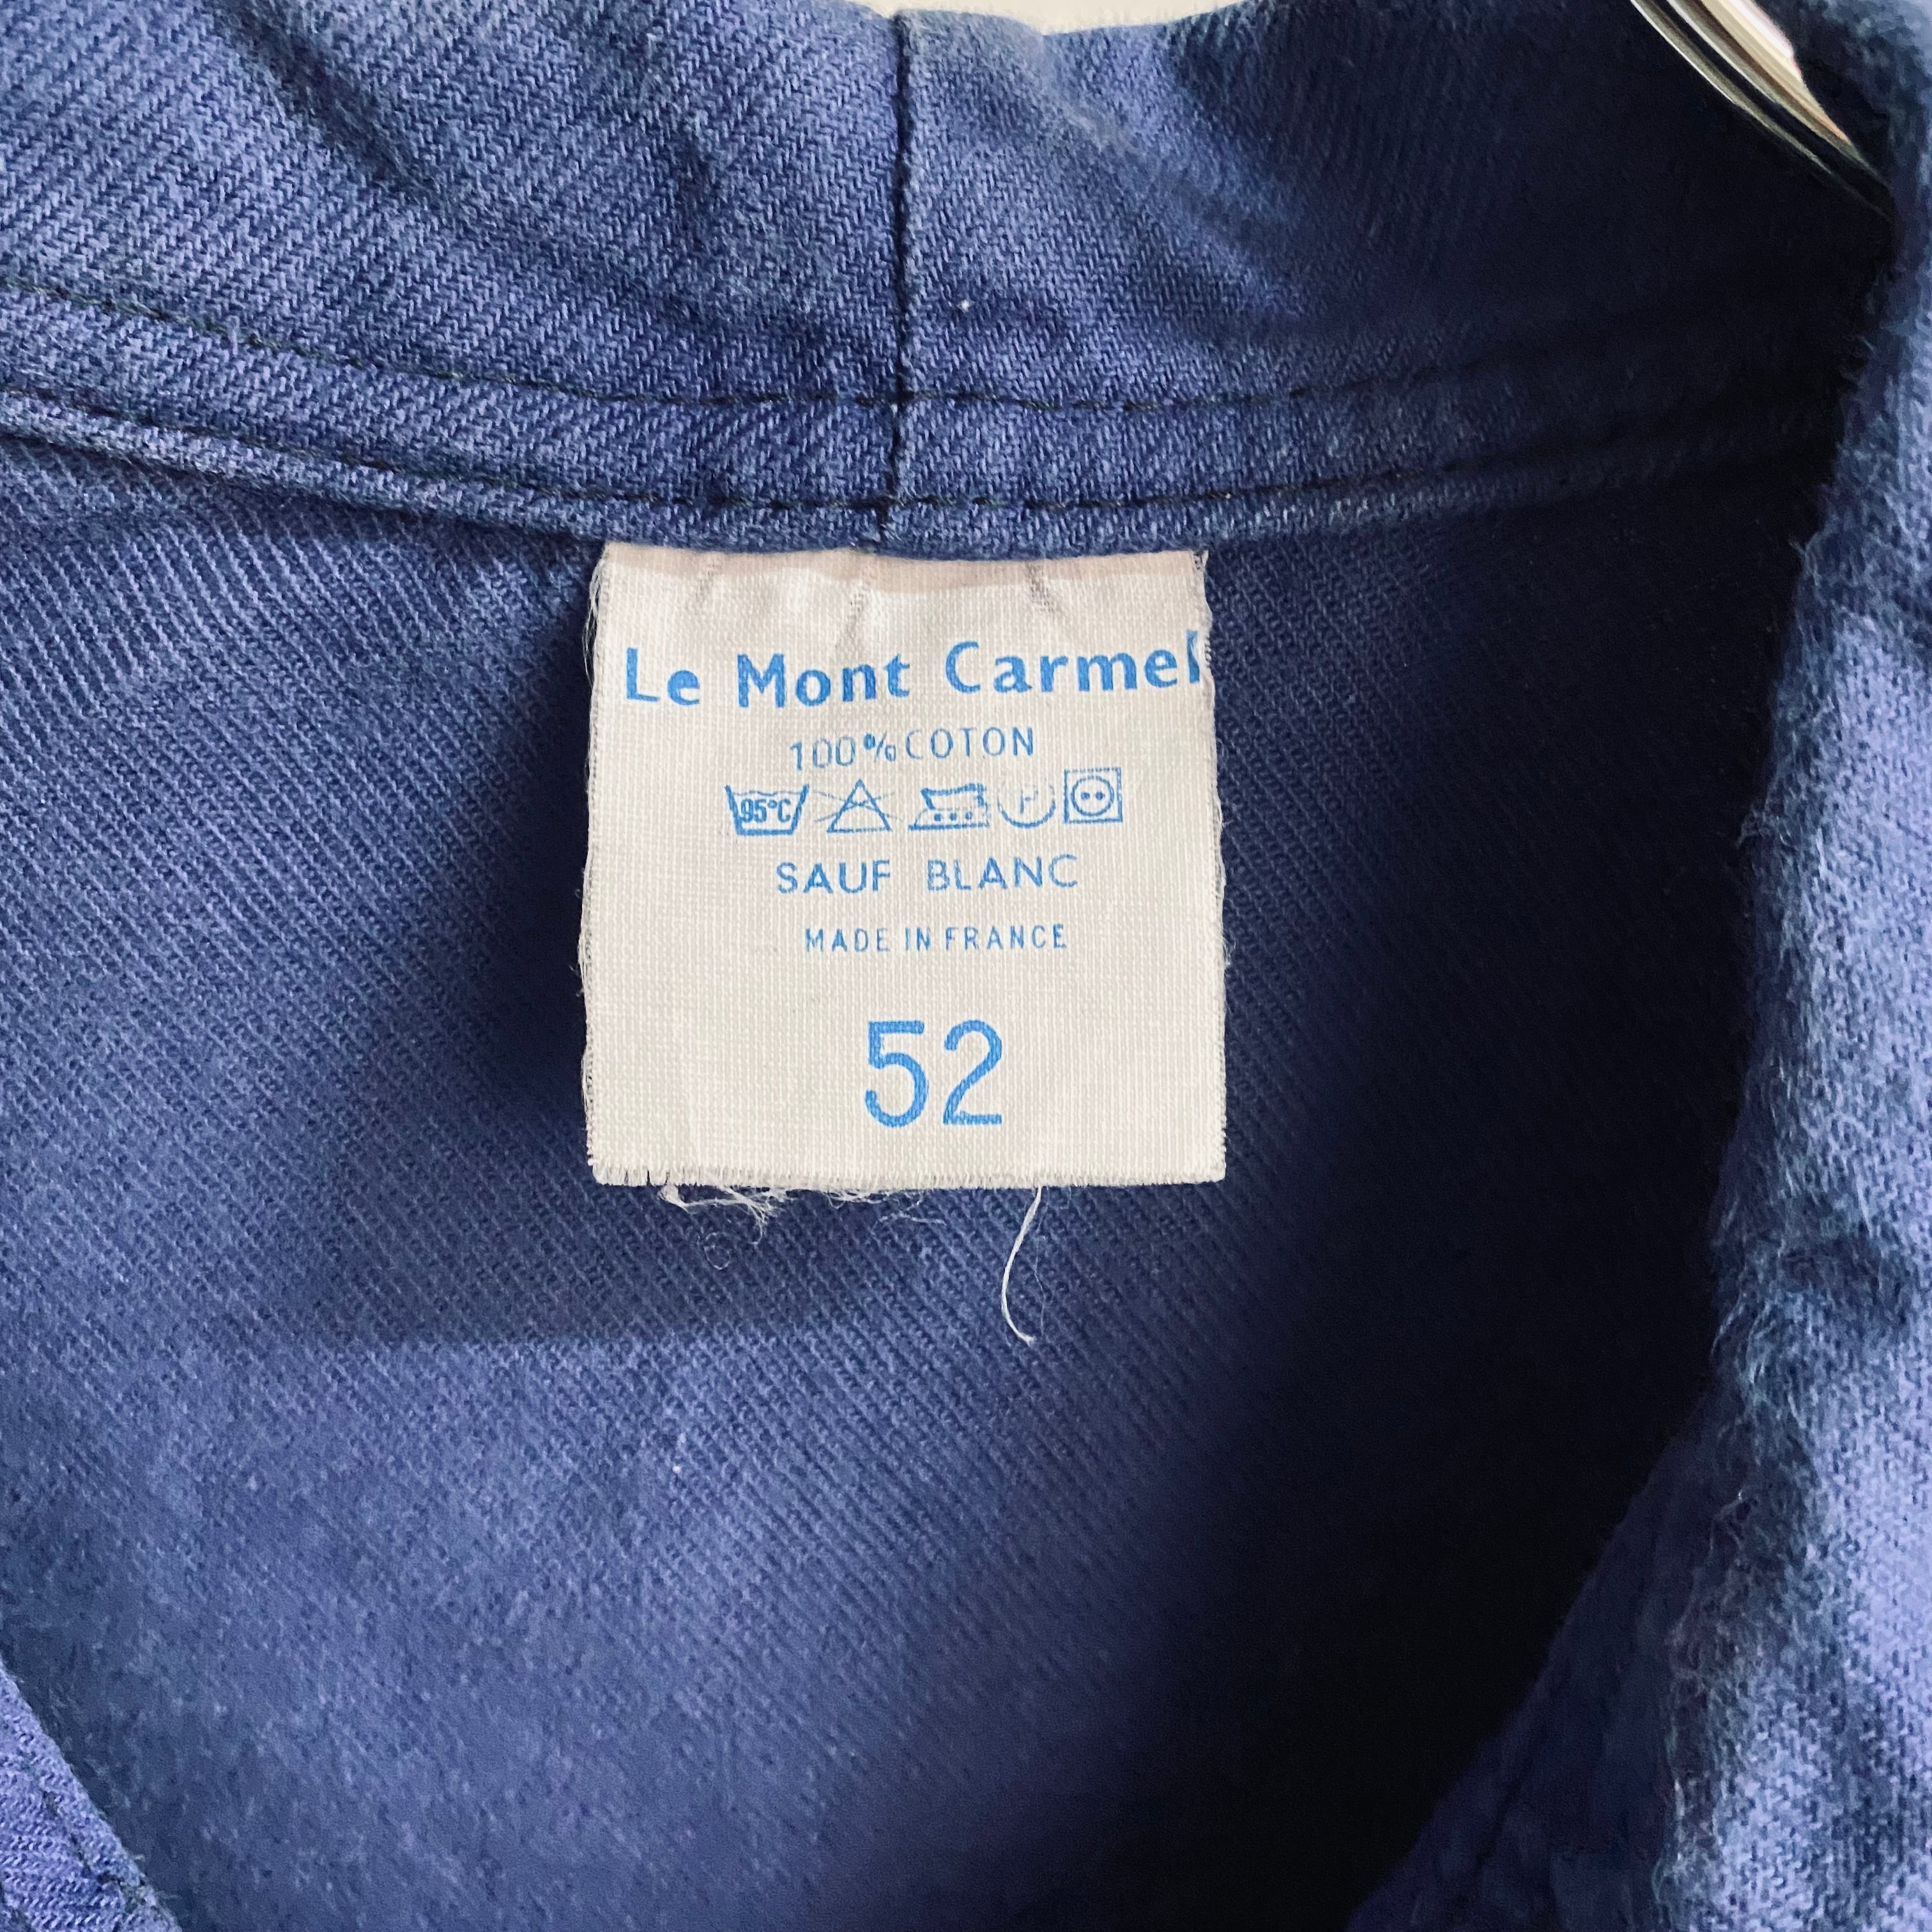 Le Mont Carmel
100% COTON
95°C
SAUF BLANC
MADE IN FRANCE
52